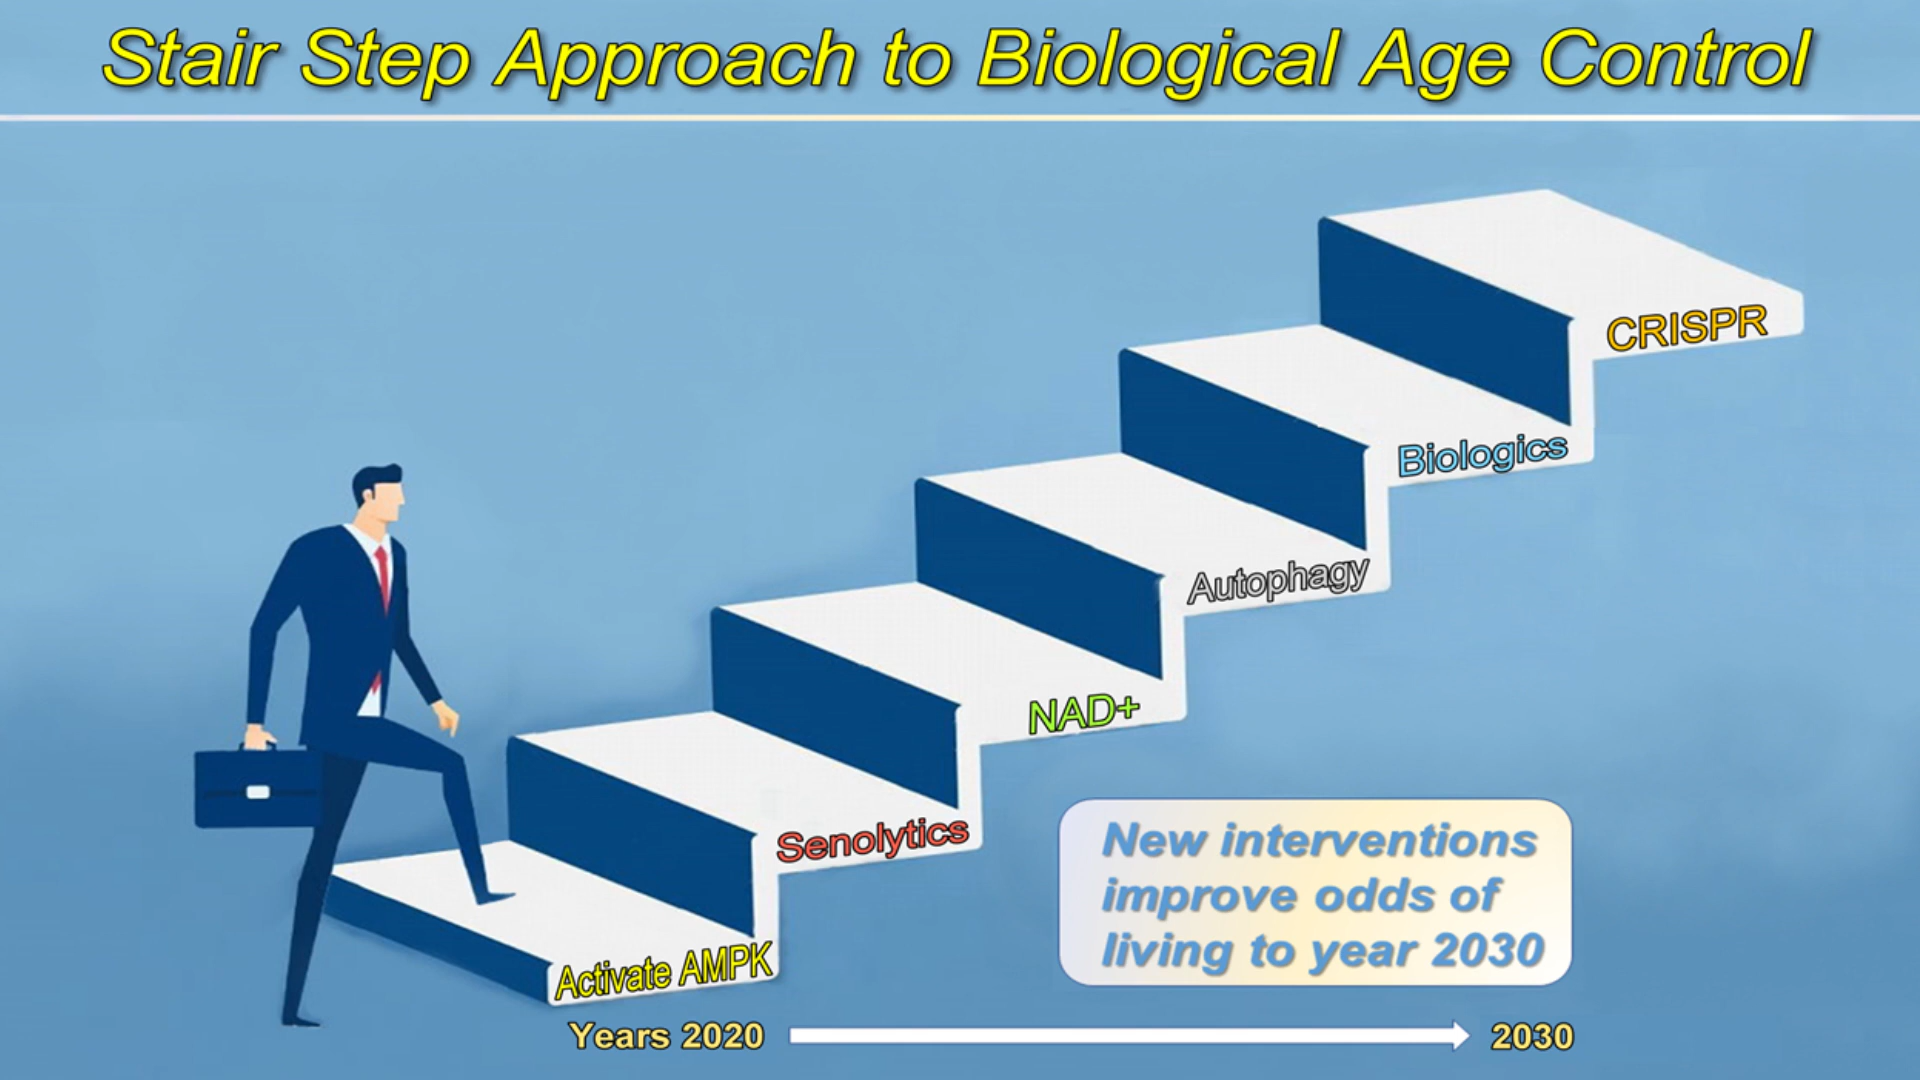 Stair Step Approach to Biological Age Control
CRISPR
Biologics
Autophagy
NAD+
Senolytics
Activate AMPK
New interventions
improve odds of
living to year 2030
Years 2020
2030